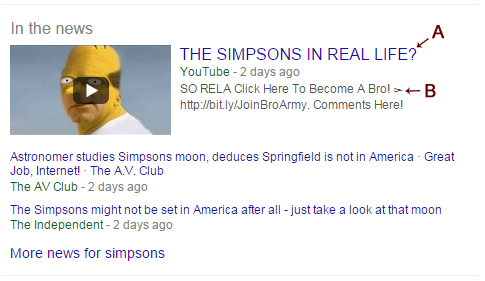 In the news
THE SIMPSONS IN REAL LIFE?
A
YouTube - 2 days ago
SO RELA Click Here To Become A Bro! ➣
B
http://bit.ly/JoinBroArmy. Comments Here!
Astronomer studies Simpsons moon, deduces Springfield is not in America · Great
Job, Internet! · The A.V. Club
The AV Club - 2 days ago
The Simpsons might not be set in America after all - just take a look at that moon
The Independent - 2 days ago
More news for simpsons